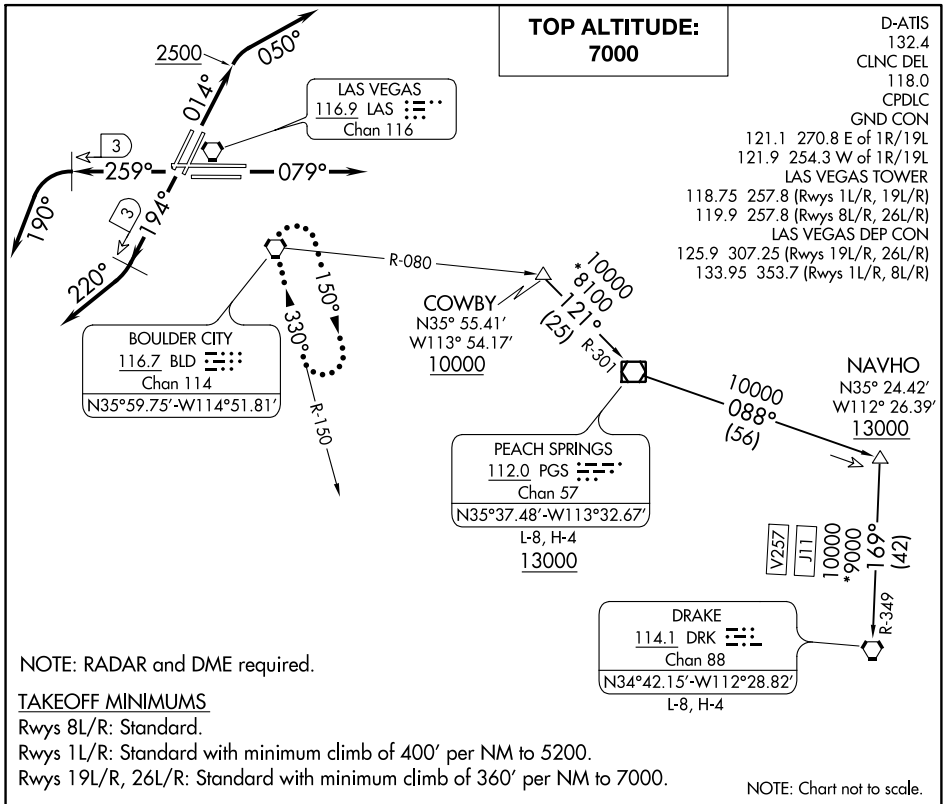 TOP ALTITUDE:
7000
D-ATIS
132.4
CLNC DEL
118.0
CPDLC
GND CON
121.1 270.8 E of 1R/19L
121.9 254.3 W of 1R/19L
LAS VEGAS TOWER
118.75 257.8 (Rwys 1L/R, 19L/R)
119.9 257.8 (Rwys 8L/R, 26L/R)
LAS VEGAS DEP CON
125.9 307.25 (Rwys 19L/R, 26L/R)
133.95 353.7 (Rwys 1L/R, 8L/R)
2500
050°
014°
LAS VEGAS
116.9 LAS
Chan 116
3
259°
079°
190°
3
194°
220°
BOULDER CITY
116.7 BLD
Chan 114
N35°59.75'-W114°51.81'
150°
330°
R-150
R-080
COWBY
N35° 55.41'
W113° 54.17'
10000
10000
*8100
121°
(25)
R-301
PEACH SPRINGS
112.0 PGS
Chan 57
N35°37.48'-W113°32.67'
L-8, H-4
13000
10000
088°
(56)
NAVHO
N35° 24.42'
W112° 26.39'
13000
V257
J11
10000
*9000
169°
(42)
R-349
DRAKE
114.1 DRK
Chan 88
N34°42.15'-W112°28.82'
L-8, H-4
NOTE: RADAR and DME required.
TAKEOFF MINIMUMS
Rwys 8L/R: Standard.
Rwys 1L/R: Standard with minimum climb of 400' per NM to 5200.
Rwys 19L/R, 26L/R: Standard with minimum climb of 360' per NM to 7000.
NOTE: Chart not to scale.